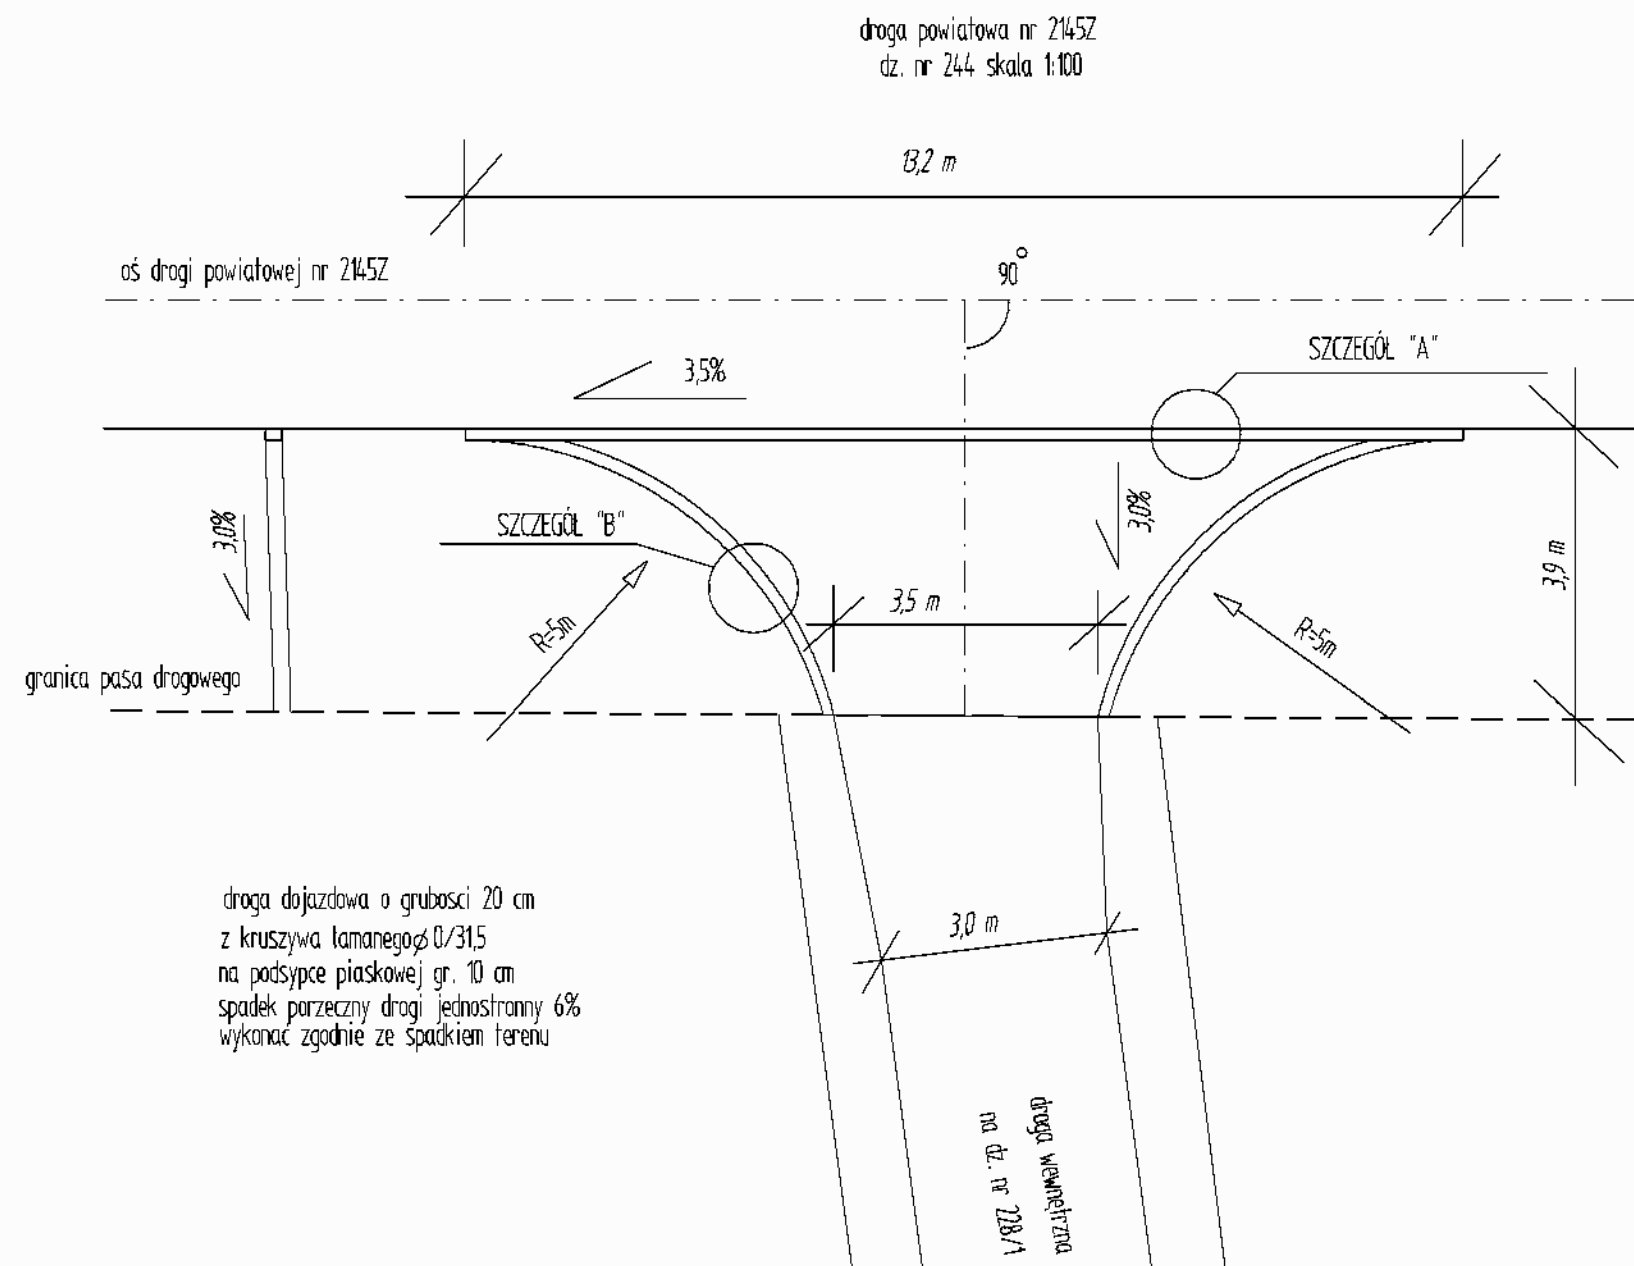 droga powiatowa nr 2145Z
dz. nr 244 skala 1:100
13,2 m
oś drogi powiatowej nr 2145Z
90°
SZCZEGÓŁ "A"
3,5%
3,0%
SZCZEGÓŁ "B"
3,0%
3,9 m
3,5 m
R=5m
R=5m
granica pasa drogowego
droga dojazdowa o grubosci 20 cm
z kruszywa łamanegoø 0/31,5
na podsypce piaskowej gr. 10 cm
spadek porzeczny drogi jednostronny 6%
wykonać zgodnie ze spadkiem terenu
3,0 m
droga wewnętrzna
na dz. nr 228/1